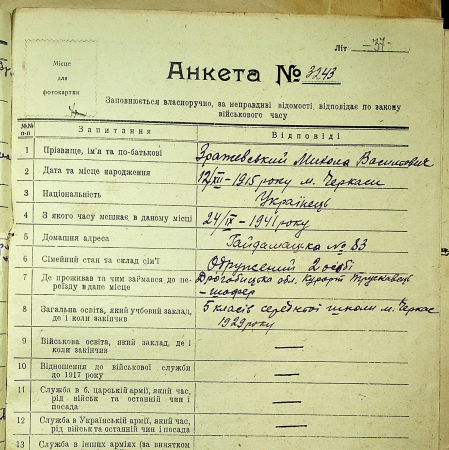 Літ -37-
Місце
для
фотокартки
Анкета № 3243
Заповнюється власноручно, за неправдиві відомості, відповідає по закону
військового часу
№№
п-п
Запитання
Відповіді
1 Прізвище, ім'я та по-батькові Зражевський Микола Васильович
2 Дата та місце народження 12/XII - 1915 року м. Черкаси
3 Національність Українець
4 З якого часу мешкає в даному місці 24/IX - 1941 року
5 Домашня адреса Гайдамацька № 83
6 Сімейний стан та склад сім'ї Одружений 2 особі
7 Де проживав та чим займався до переїзду в дане місце Дрогобицька обл. Курорт Трускавець
- шофер
8 Загальна освіта, який учбовий заклад,
де і коли закінчив
5 класів середньої школи м. Черкас
1929 року
9 Військова освіта, який заклад, де і
коли закінчив —
10 Відношення до військової служби
до 1917 року —
11 Служба в б. царській армії, який час,
рід військ та останній чин і
посада —
12 Служба в Українській армії, який час,
рід військ та останній чин і посада —
13 Служба в інших арміях (за винятком